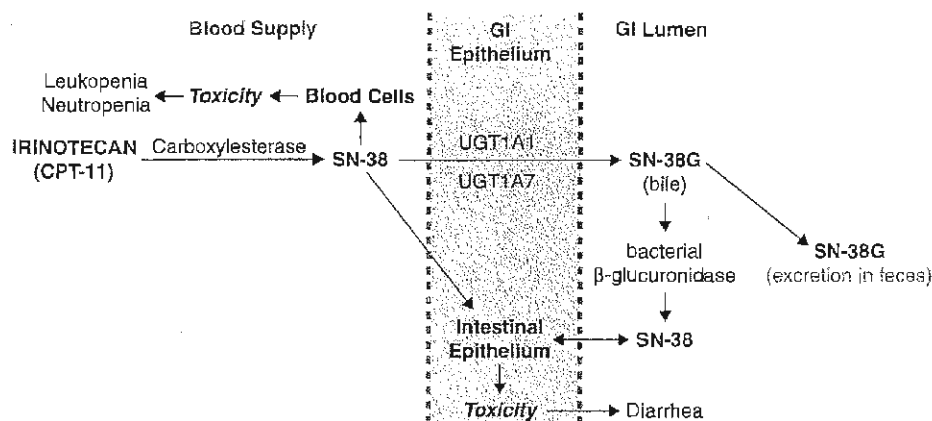 Blood Supply
GI
Epithelium
GI Lumen
Leukopenia
Neutropenia
Toxicity
Blood Cells
IRINOTECAN
(CPT-11)
Carboxylesterase
SN-38
UGT1A1
UGT1A7
SN-38G
(bile)
bacterial
β-glucuronidase
SN-38G
(excretion in feces)
Intestinal
Epithelium
SN-38
Toxicity
Diarrhea